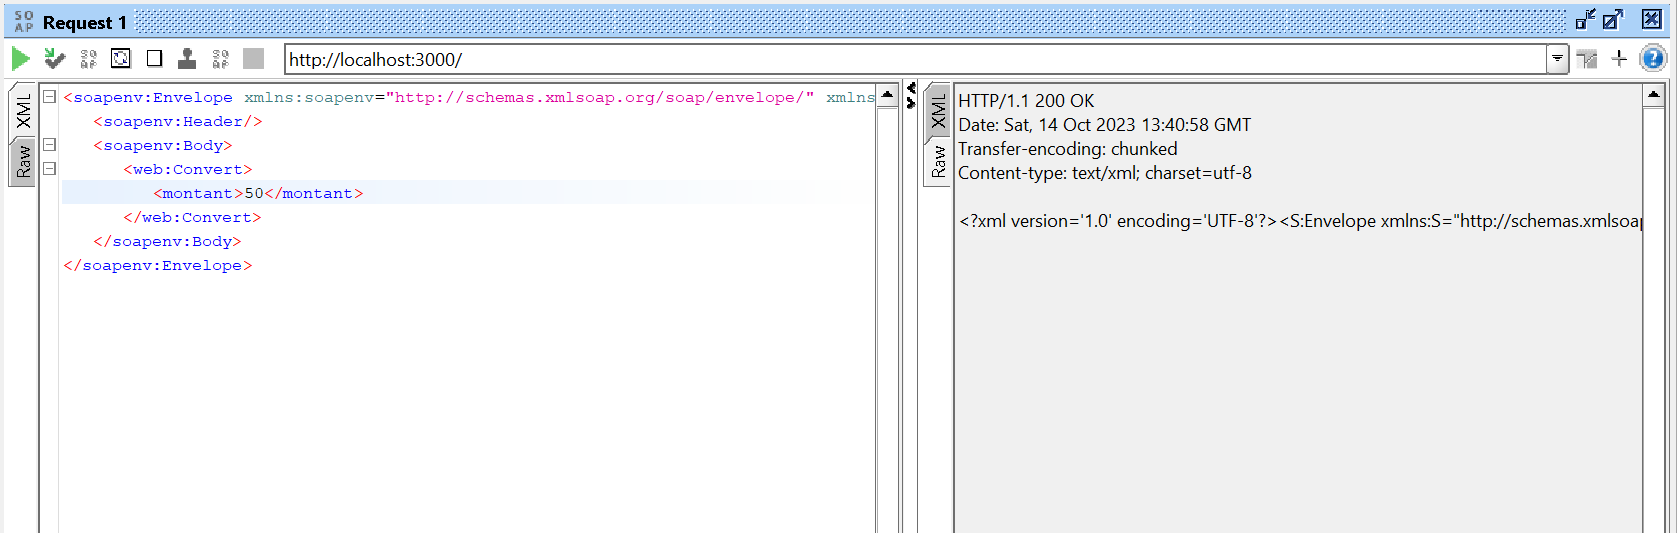 SO
AP Request 1
http://localhost:3000/
XML
Raw
<soapenv:Envelope xmlns:soapenv="http://schemas.xmlsoap.org/soap/envelope/" xmlns
<soapenv:Header/>
<soapenv:Body>
<web:Convert>
<montant>50</montant>
</web:Convert>
</soapenv:Body>
</soapenv:Envelope>
XML
Raw
HTTP/1.1 200 OK
Date: Sat, 14 Oct 2023 13:40:58 GMT
Transfer-encoding: chunked
Content-type: text/xml; charset=utf-8
<?xml version='1.0' encoding='UTF-8'?><S:Envelope xmlns:S="http://schemas.xmlsoap